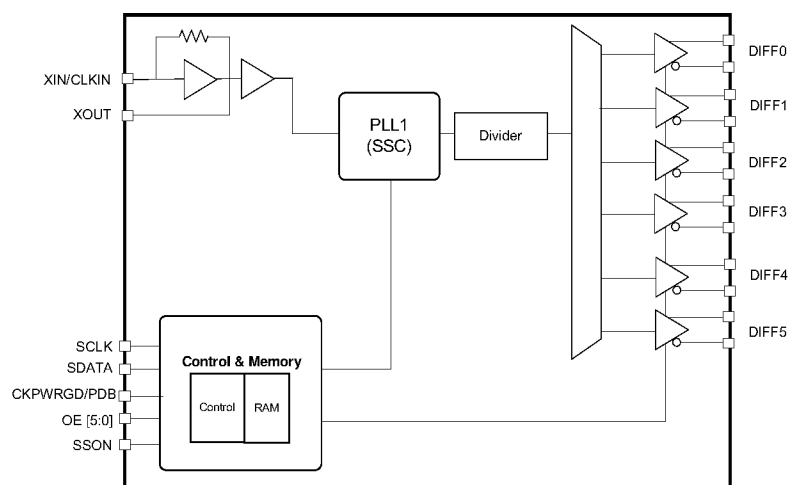 XIN/CLKIN
XOUT
PLL1
(SSC)
Divider
DIFF0
DIFF1
DIFF2
DIFF3
DIFF4
DIFF5
SCLK
SDATA
CKPWRGD/PDB
OE [5:0]
SSON
Control & Memory
Control
RAM